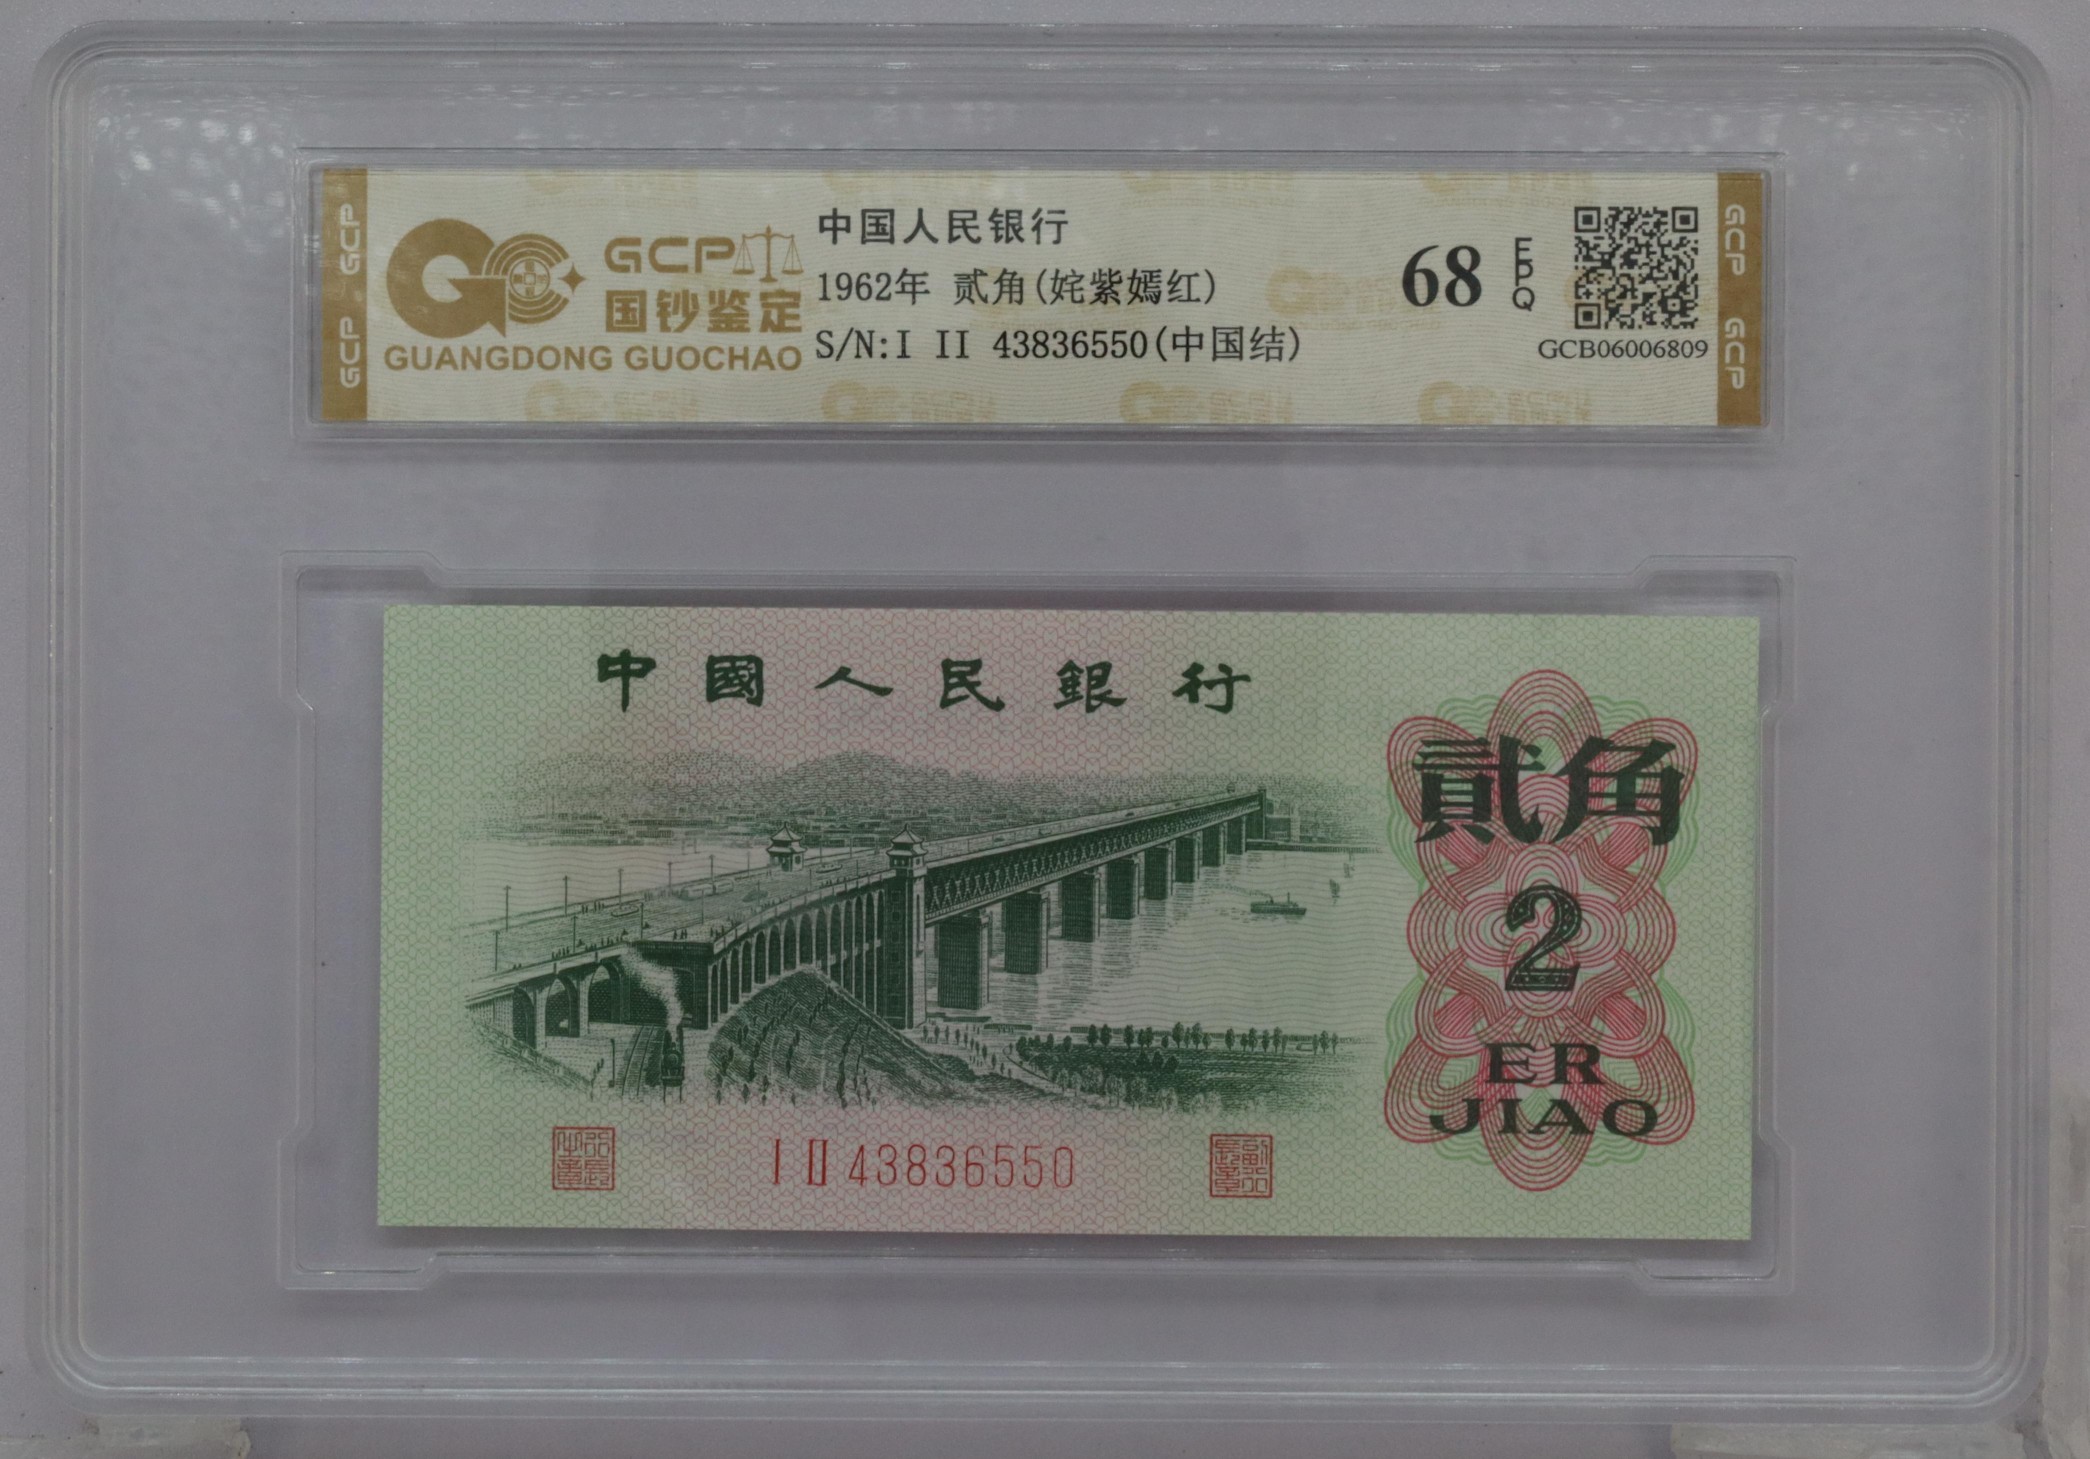 GCP
国钞鉴定
GUANGDONG GUOCHAO
中国人民银行
1962年 贰角(姹紫嫣红)
S/N:I II 43836550(中国结)
68
EPQ
GCB06006809
GCP GCP
GCP GCP
中國人民銀行
貳角
2
ER
JIAO
I II 43836550